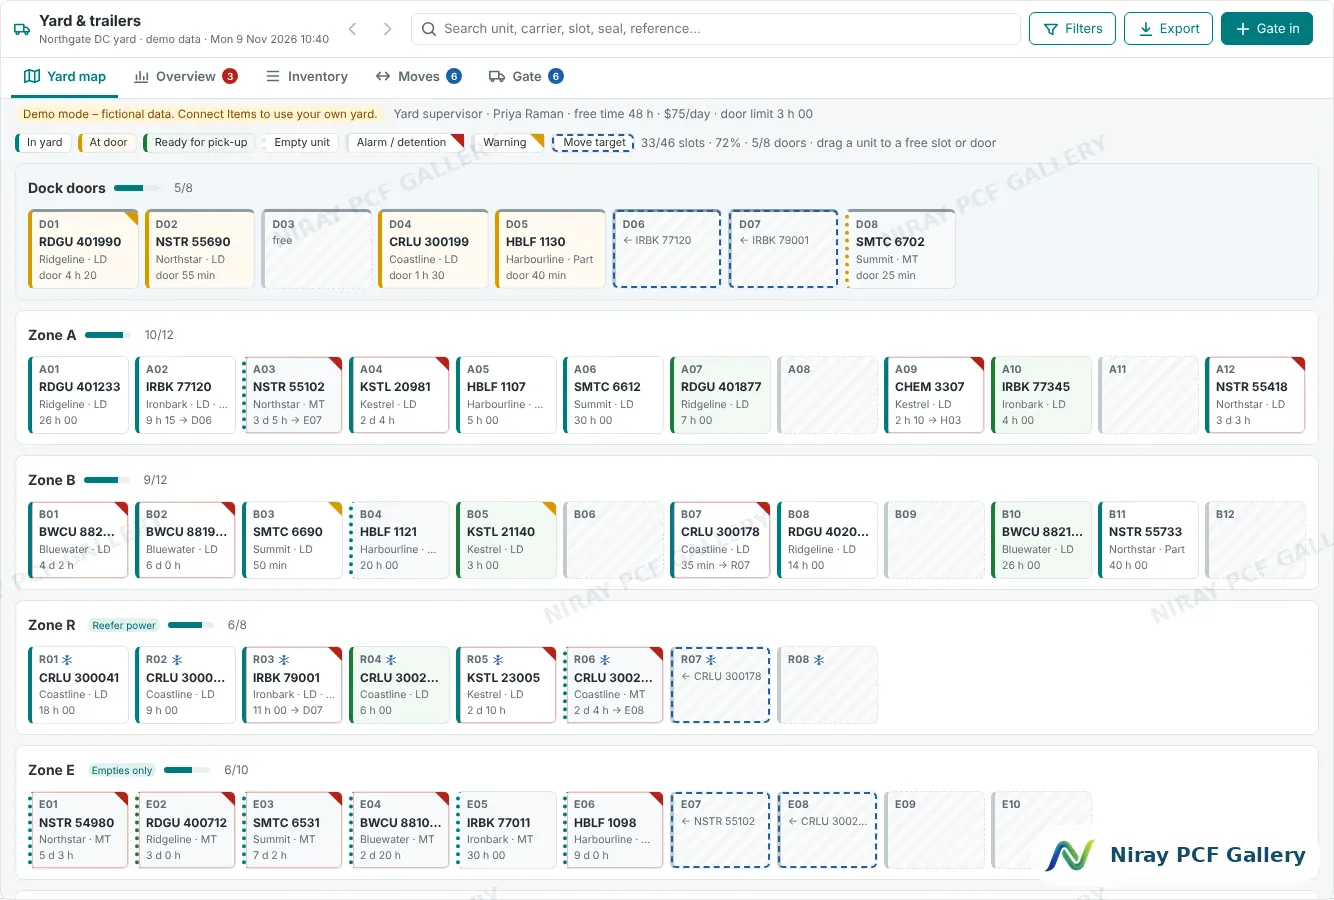 Yard & trailers
Northgate DC yard · demo data · Mon 9 Nov 2026 10:40
Search unit, carrier, slot, seal, reference...
Filters
Export
Gate in
Yard map
Overview 3
Inventory
Moves 6
Gate 6
Demo mode – fictional data. Connect Items to use your own yard.
Yard supervisor · Priya Raman · free time 48 h · $75/day · door limit 3 h 00
In yard
At door
Ready for pick-up
Empty unit
Alarm / detention
Warning
Move target
33/46 slots · 72% · 5/8 doors · drag a unit to a free slot or door
Dock doors 5/8
D01
RDGU 401990
Ridgeline · LD
door 4 h 20
D02
NSTR 55690
Northstar · LD
door 55 min
D03
free
D04
CRLU 300199
Coastline · LD
door 1 h 30
D05
HBLF 1130
Harbourline · Part
door 40 min
D06
← IRBK 77120
D07
← IRBK 79001
D08
SMTC 6702
Summit · MT
door 25 min
Zone A 10/12
A01
RDGU 401233
Ridgeline · LD
26 h 00
A02
IRBK 77120
Ironbark · LD · ...
9 h 15 → D06
A03
NSTR 55102
Northstar · MT
3 d 5 h → E07
A04
KSTL 20981
Kestrel · LD
2 d 4 h
A05
HBLF 1107
Harbourline · ...
5 h 00
A06
SMTC 6612
Summit · LD
30 h 00
A07
RDGU 401877
Ridgeline · LD
7 h 00
A08
A09
CHEM 3307
Kestrel · LD
2 h 10 → H03
A10
IRBK 77345
Ironbark · LD
4 h 00
A11
A12
NSTR 55418
Northstar · LD
3 d 3 h
Zone B 9/12
B01
BWCU 882...
Bluewater · LD
4 d 2 h
B02
BWCU 8819...
Bluewater · LD
6 d 0 h
B03
SMTC 6690
Summit · LD
50 min
B04
HBLF 1121
Harbourline · ...
20 h 00
B05
KSTL 21140
Kestrel · LD
3 h 00
B06
B07
CRLU 300178
Coastline · LD
35 min → R07
B08
RDGU 4020...
Ridgeline · LD
14 h 00
B09
B10
BWCU 8821...
Bluewater · LD
26 h 00
B11
NSTR 55733
Northstar · Part
40 h 00
B12
Zone R Reefer power 6/8
R01
CRLU 300041
Coastline · LD
18 h 00
R02
CRLU 3000...
Coastline · LD
9 h 00
R03
IRBK 79001
Ironbark · LD · ...
11 h 00 → D07
R04
CRLU 3002...
Coastline · LD
6 h 00
R05
KSTL 23005
Kestrel · LD
2 d 10 h
R06
CRLU 3002...
Coastline · MT
2 d 4 h → E08
R07
← CRLU 300178
R08
Zone E Empties only 6/10
E01
NSTR 54980
Northstar · MT
5 d 3 h
E02
RDGU 400712
Ridgeline · MT
3 d 0 h
E03
SMTC 6531
Summit · MT
7 d 2 h
E04
BWCU 8810...
Bluewater · MT
2 d 20 h
E05
IRBK 77011
Ironbark · MT
30 h 00
E06
HBLF 1098
Harbourline · ...
9 d 0 h
E07
← NSTR 55102
E08
← CRLU 3002...
E09
E10
Niray PCF Gallery
NIRAY PCF GALLERY
NIRAY PCF GALLERY
NIRAY PCF GALLERY
NIRAY PCF GALLERY